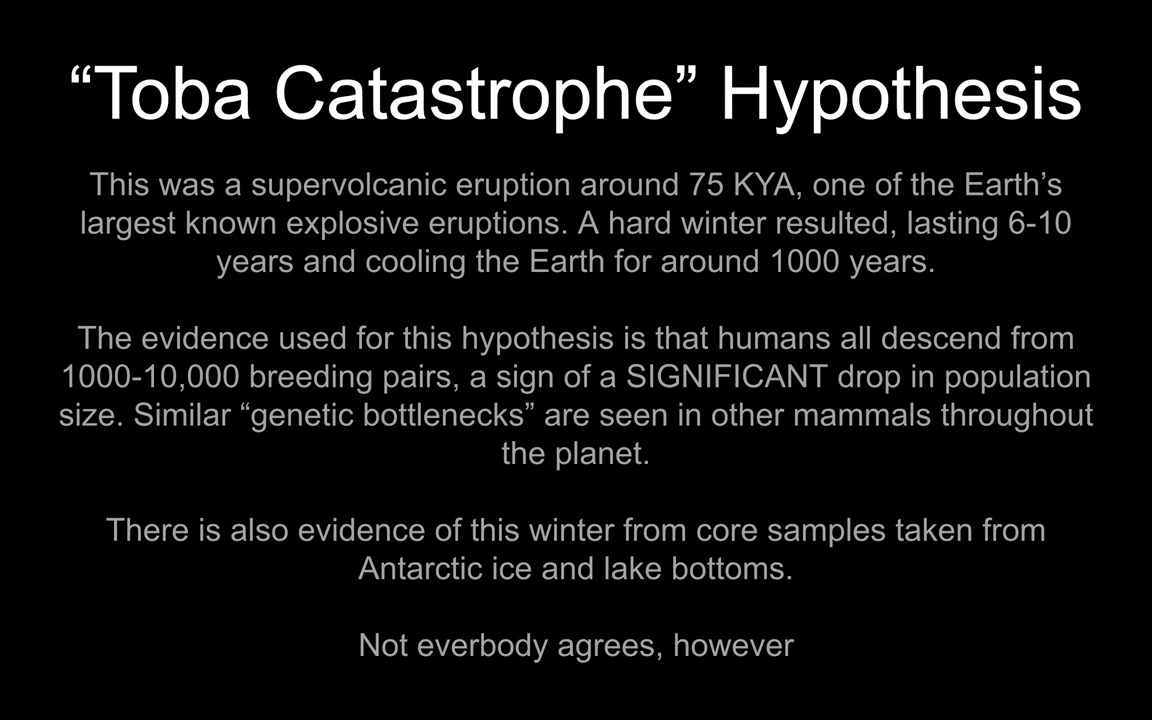 “Toba Catastrophe” Hypothesis
This was a supervolcanic eruption around 75 KYA, one of the Earth’s
largest known explosive eruptions. A hard winter resulted, lasting 6-10
years and cooling the Earth for around 1000 years.
The evidence used for this hypothesis is that humans all descend from
1000-10,000 breeding pairs, a sign of a SIGNIFICANT drop in population
size. Similar “genetic bottlenecks” are seen in other mammals throughout
the planet.
There is also evidence of this winter from core samples taken from
Antarctic ice and lake bottoms.
Not everbody agrees, however